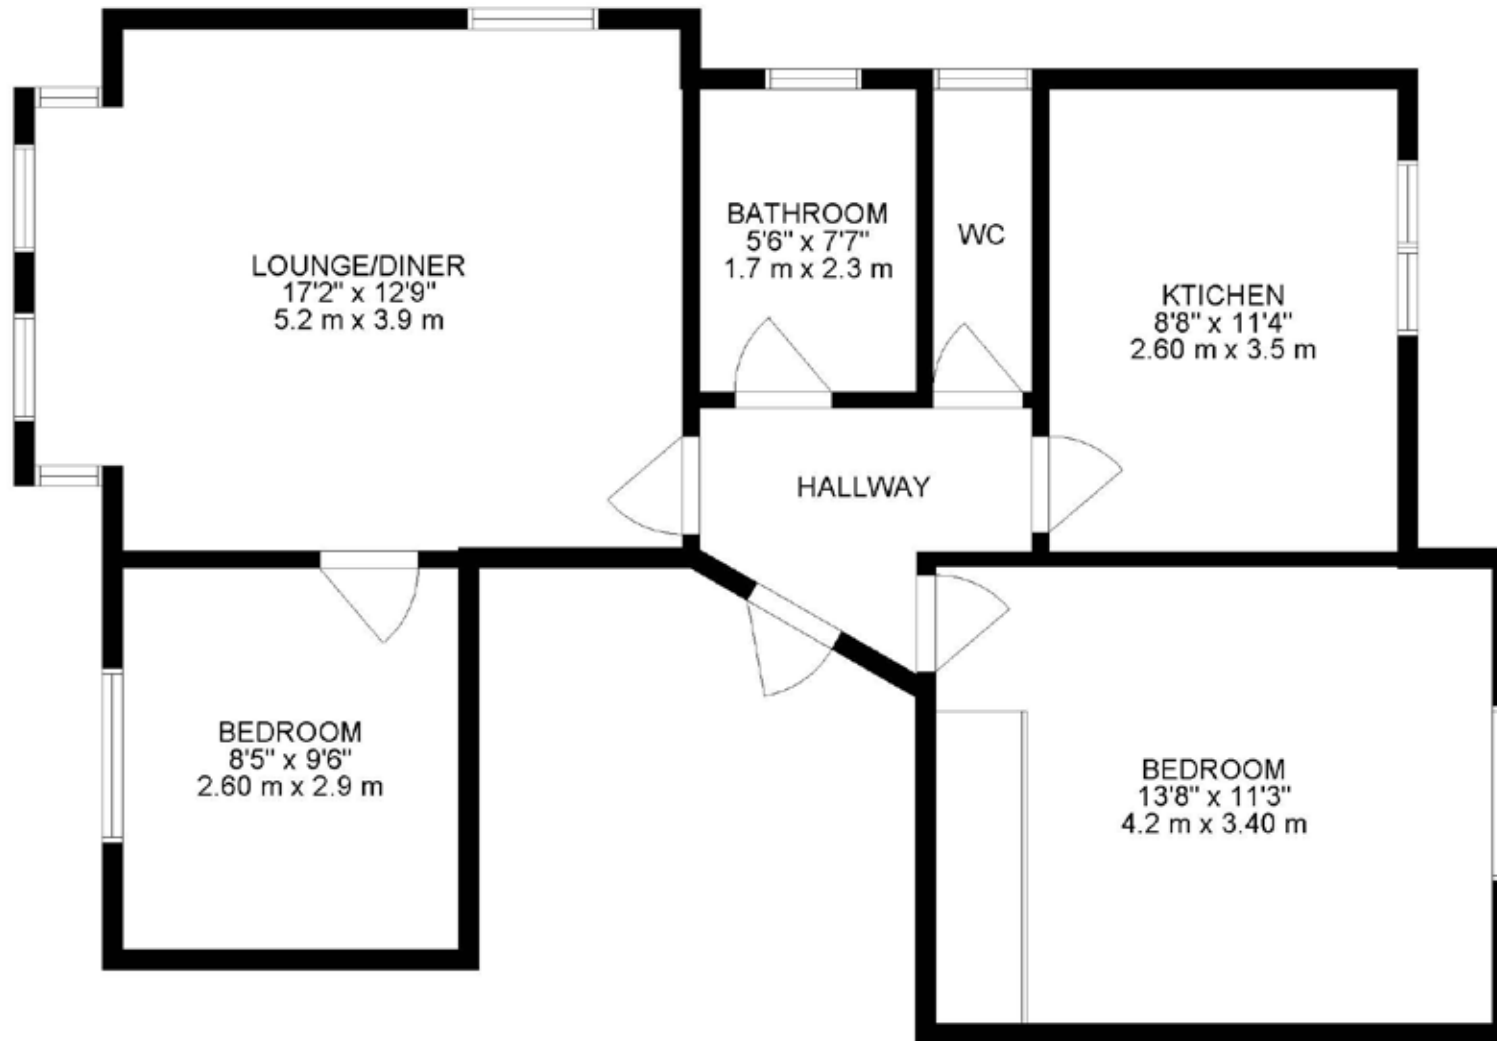 LOUNGE/DINER
17'2" x 12'9"
5.2 m x 3.9 m
BATHROOM
5'6" x 7'7"
1.7 m x 2.3 m
WC
KTICHEN
8'8" x 11'4"
2.60 m x 3.5 m
HALLWAY
BEDROOM
8'5" x 9'6"
2.60 m x 2.9 m
BEDROOM
13'8" x 11'3"
4.2 m x 3.40 m